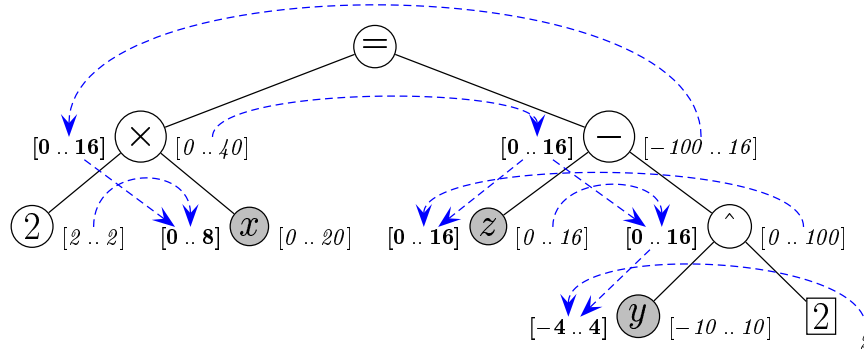 =
[0 .. 16] × [0 .. 40] [0 .. 16] − [−100 .. 16]
2 [2 .. 2] [0 .. 8] x [0 .. 20] [0 .. 16] z [0 .. 16] [0 .. 16] ^ [0 .. 100]
[−4 .. 4] y [−10 .. 10] 2